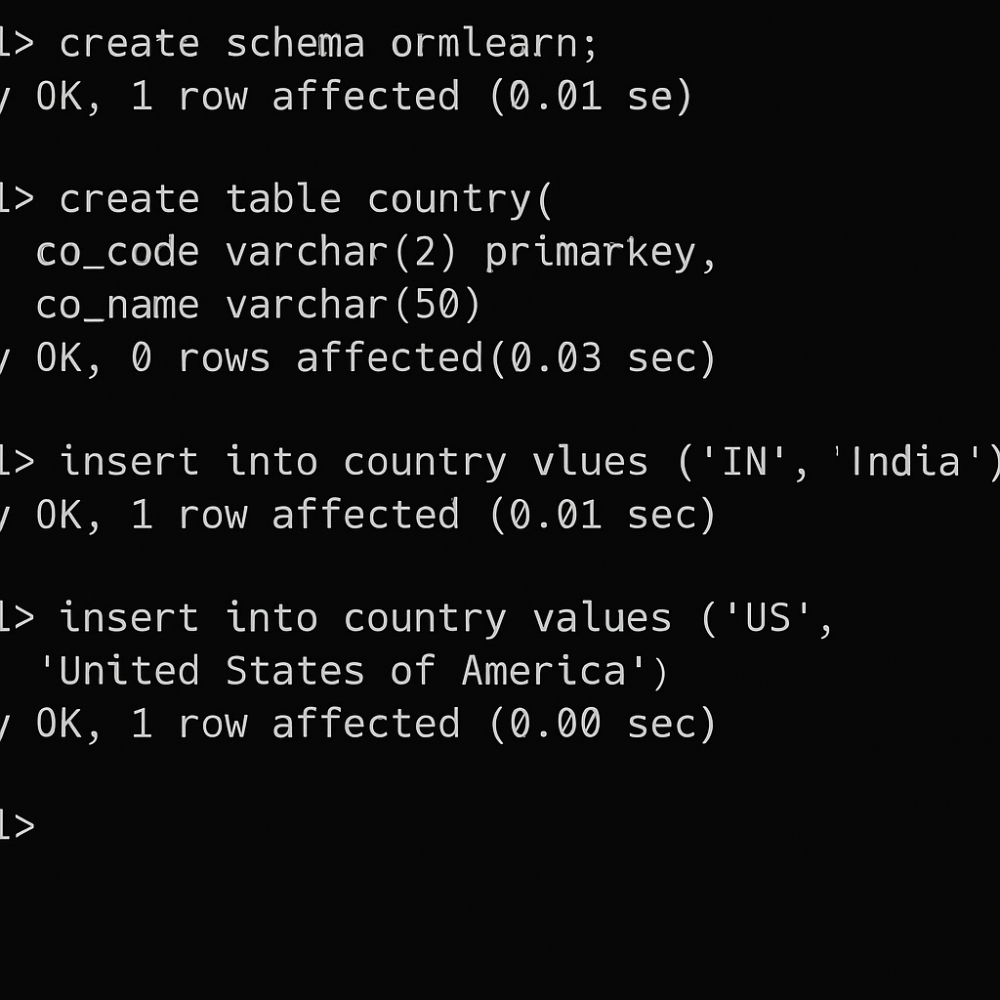 l> create schema ormlearn;
y OK, 1 row affected (0.01 se)
l> create table country(
co_code varchar(2) primarkey,
co_name varchar(50)
y OK, 0 rows affected(0.03 sec)
l> insert into country vlues ('IN', 'India')
y OK, 1 row affected (0.01 sec)
l> insert into country values ('US',
'United States of America')
y OK, 1 row affected (0.00 sec)
l>